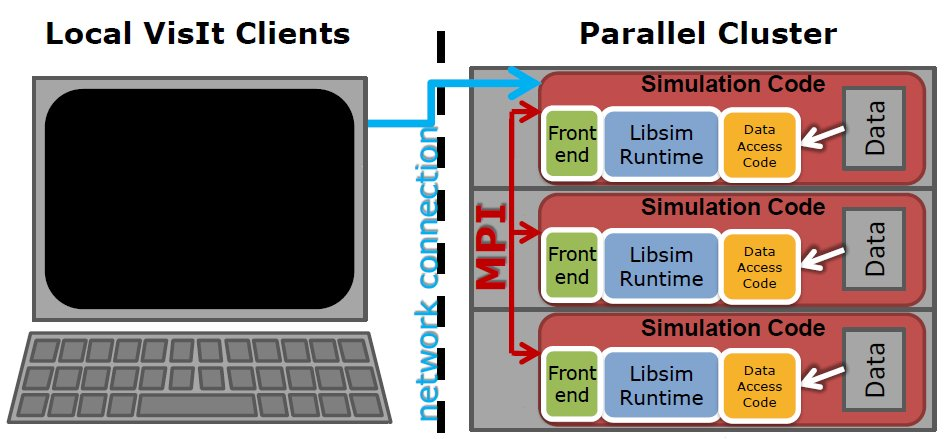 Local VisIt Clients
Parallel Cluster
network connection
MPI
Simulation Code
Front
end
Libsim
Runtime
Data
Access
Code
Data
Simulation Code
Front
end
Libsim
Runtime
Data
Access
Code
Data
Simulation Code
Front
end
Libsim
Runtime
Data
Access
Code
Data